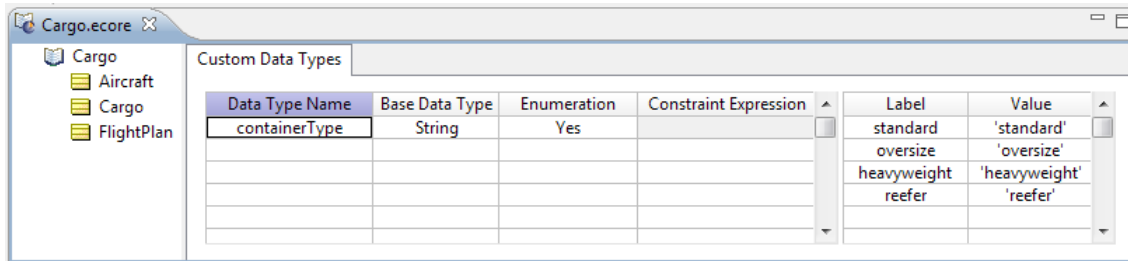 Cargo.ecore
Cargo
Aircraft
Cargo
FlightPlan
Custom Data Types
Data Type Name Base Data Type Enumeration Constraint Expression Label Value
containerType String Yes standard 'standard'
oversize 'oversize'
heavyweight 'heavyweight'
reefer 'reefer'